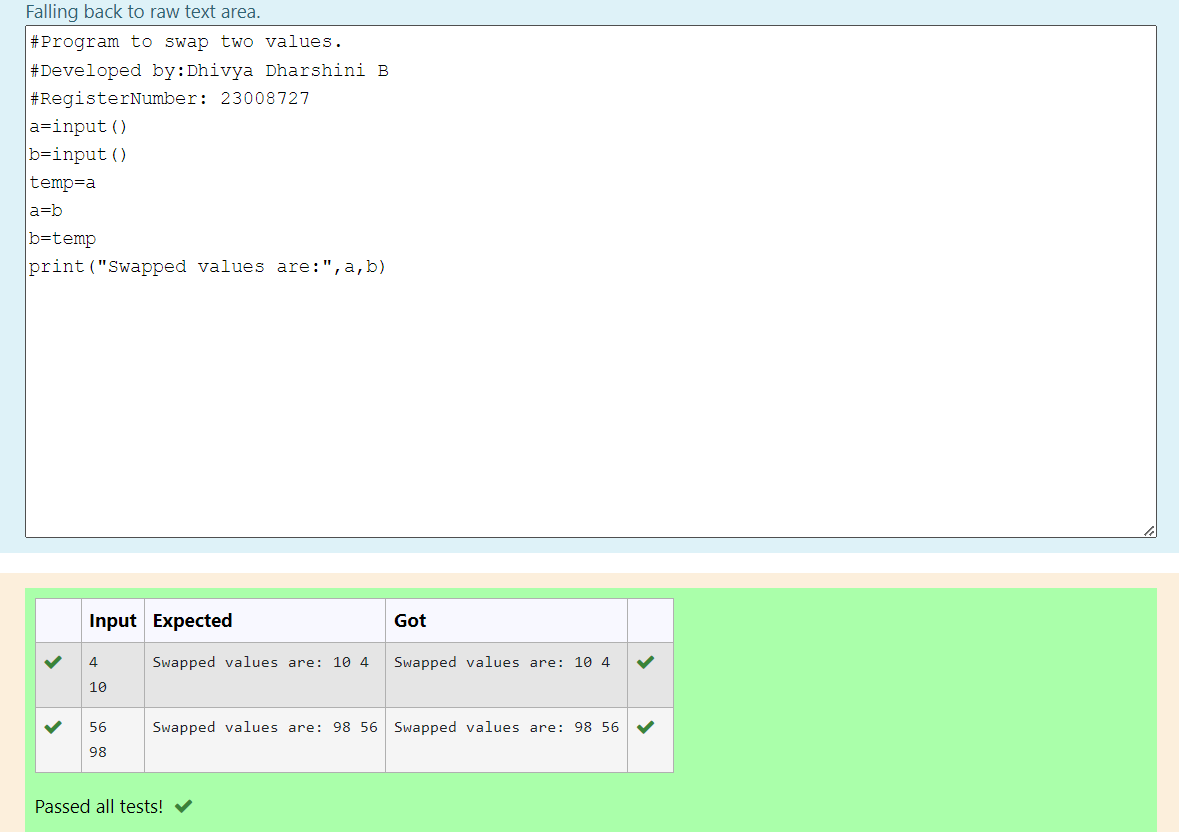 Falling back to raw text area.
#Program to swap two values.
#Developed by:Dhivya Dharshini B
#RegisterNumber: 23008727
a=input()
b=input()
temp=a
a=b
b=temp
print("Swapped values are:",a,b)
Input Expected Got
4 Swapped values are: 10 4 Swapped values are: 10 4
10
56 Swapped values are: 98 56 Swapped values are: 98 56
98
Passed all tests!